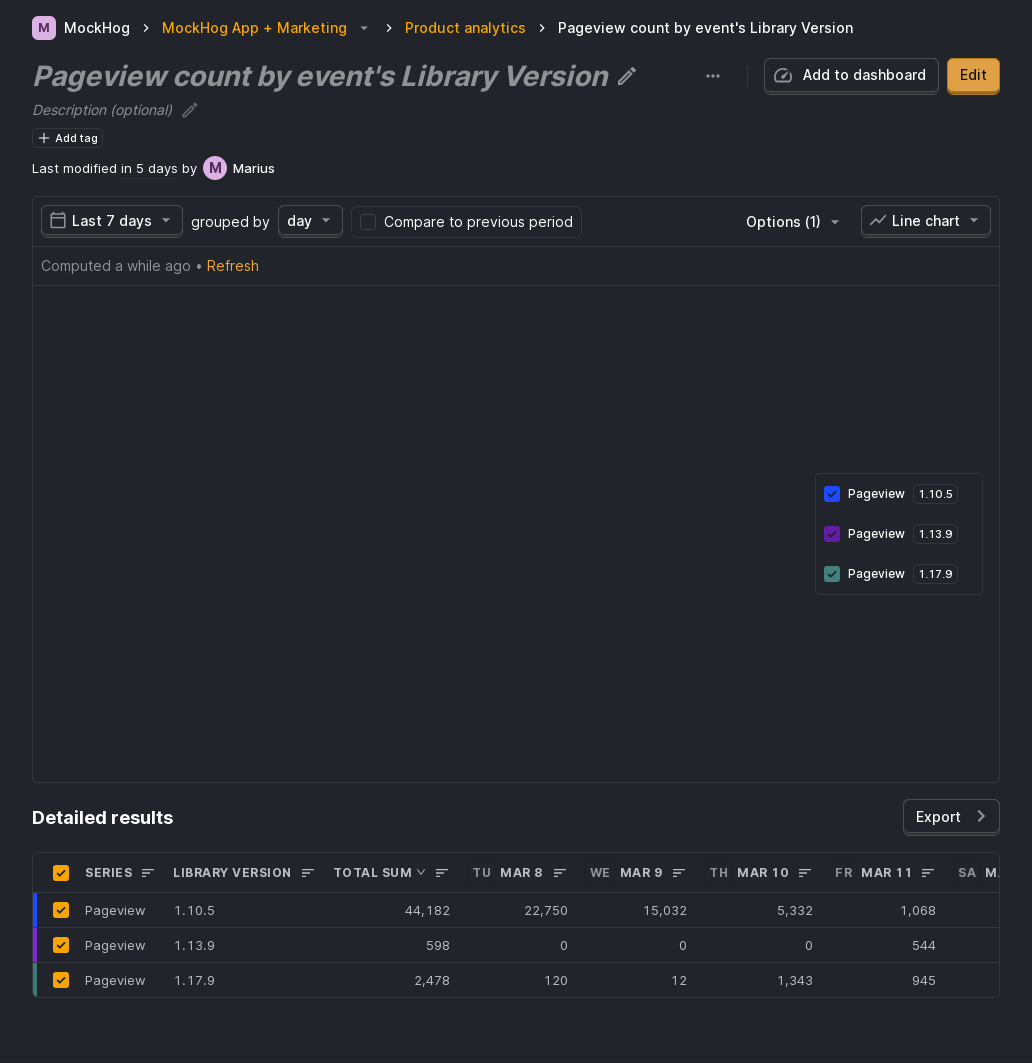 M MockHog MockHog App + Marketing Product analytics Pageview count by event's Library Version
Pageview count by event's Library Version
Add to dashboard Edit
Description (optional)
Add tag
Last modified in 5 days by M Marius
Last 7 days grouped by day Compare to previous period Options (1) Line chart
Computed a while ago • Refresh
Pageview 1.10.5
Pageview 1.13.9
Pageview 1.17.9
Detailed results Export
SERIES LIBRARY VERSION TOTAL SUM TU MAR 8 WE MAR 9 TH MAR 10 FR MAR 11 SA
Pageview 1.10.5 44,182 22,750 15,032 5,332 1,068
Pageview 1.13.9 598 0 0 0 544
Pageview 1.17.9 2,478 120 12 1,343 945